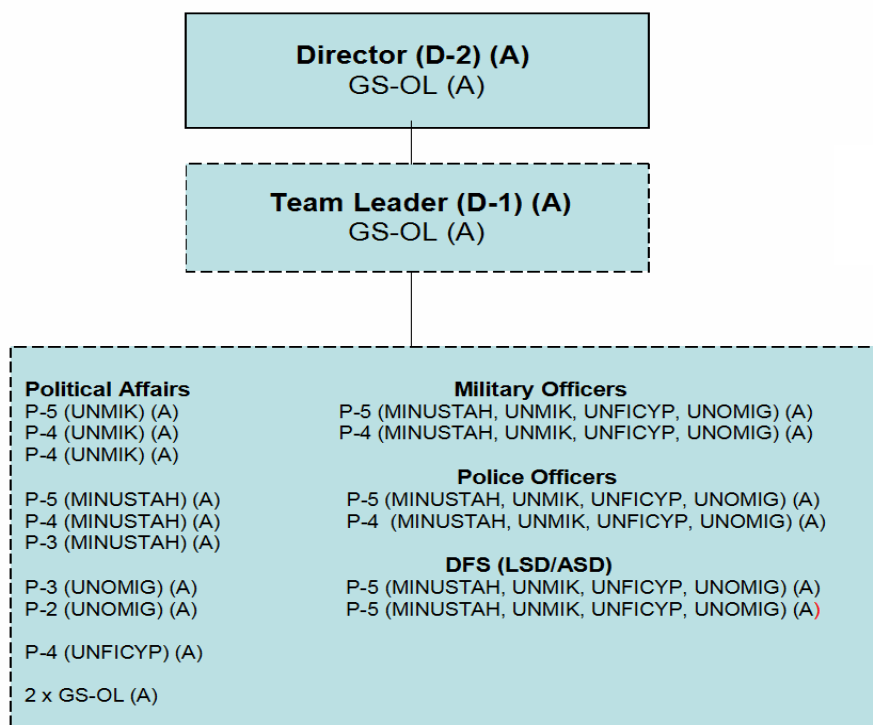 Director (D-2) (A)
GS-OL (A)
Team Leader (D-1) (A)
GS-OL (A)
Political Affairs
P-5 (UNMIK) (A)
P-4 (UNMIK) (A)
P-4 (UNMIK) (A)
P-5 (MINUSTAH) (A)
P-4 (MINUSTAH) (A)
P-3 (MINUSTAH) (A)
P-3 (UNOMIG) (A)
P-2 (UNOMIG) (A)
P-4 (UNFICYP) (A)
2 x GS-OL (A)
Military Officers
P-5 (MINUSTAH, UNMIK, UNFICYP, UNOMIG) (A)
P-4 (MINUSTAH, UNMIK, UNFICYP, UNOMIG) (A)
Police Officers
P-5 (MINUSTAH, UNMIK, UNFICYP, UNOMIG) (A)
P-4 (MINUSTAH, UNMIK, UNFICYP, UNOMIG) (A)
DFS (LSD/ASD)
P-5 (MINUSTAH, UNMIK, UNFICYP, UNOMIG) (A)
P-5 (MINUSTAH, UNMIK, UNFICYP, UNOMIG) (A)